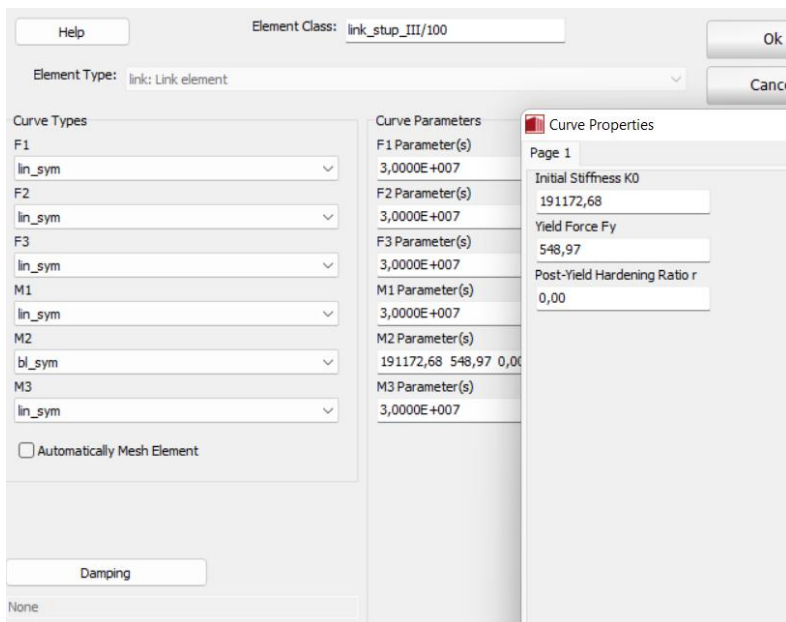 Help
Element Class: link_stup_III/100
Ok
Element Type: link: Link element
Curve Types
F1
lin_sym
F2
lin_sym
F3
lin_sym
M1
lin_sym
M2
bl_sym
M3
lin_sym
Automatically Mesh Element
Damping
None
Curve Parameters
F1 Parameter(s)
3,0000E+007
F2 Parameter(s)
3,0000E+007
F3 Parameter(s)
3,0000E+007
M1 Parameter(s)
3,0000E+007
M2 Parameter(s)
191172,68 548,97 0,00
M3 Parameter(s)
3,0000E+007
Curve Properties
Page 1
Initial Stiffness K0
191172,68
Yield Force Fy
548,97
Post-Yield Hardening Ratio r
0,00